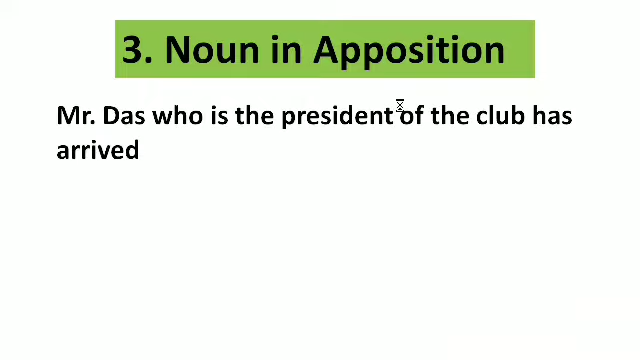 3. Noun in Apposition
Mr. Das who is the president of the club has
arrived